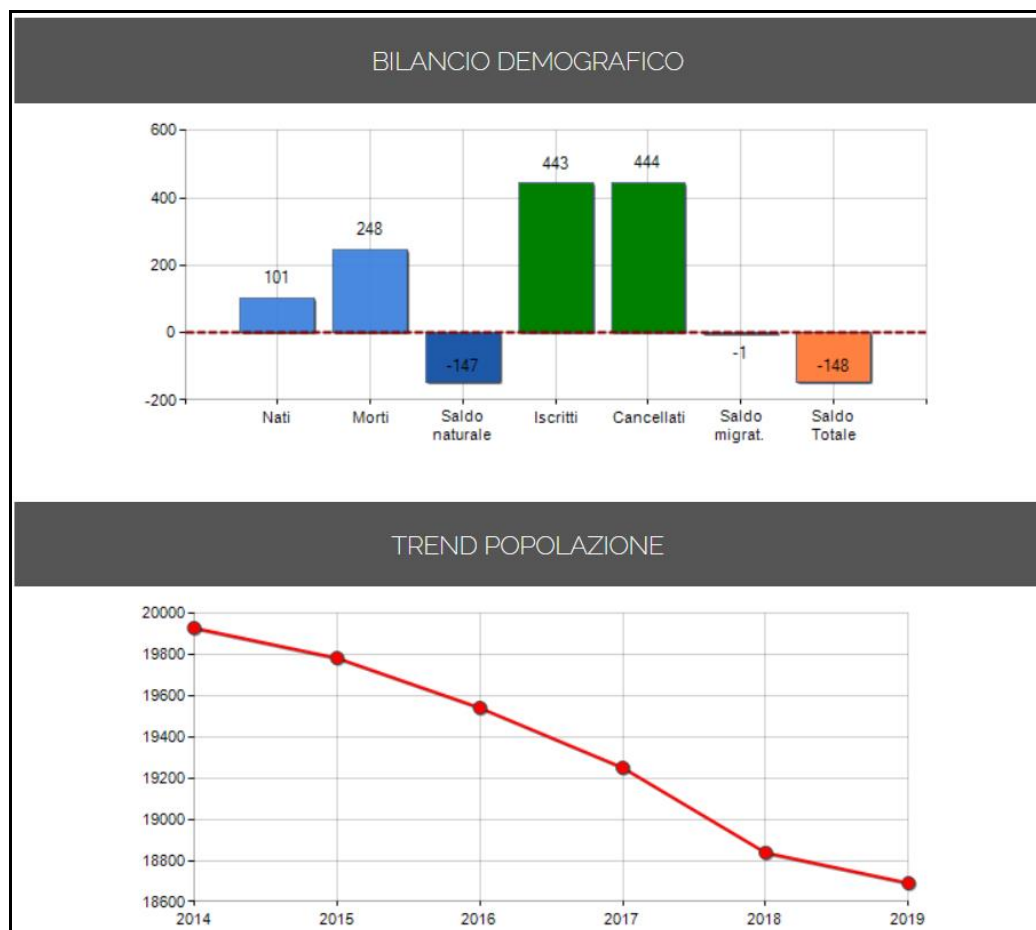 BILANCIO DEMOGRAFICO
600
400
200
0
-200
101
248
-147
443
444
-1
-148
Nati
Morti
Saldo
naturale
Iscritti
Cancellati
Saldo
migrat.
Saldo
Totale
TREND POPOLAZIONE
20000
19800
19600
19400
19200
19000
18800
18600
2014
2015
2016
2017
2018
2019